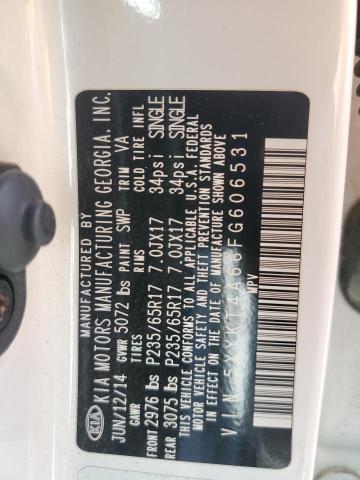 MANUFACTURED BY
KIA MOTORS MANUFACTURING GEORGIA, INC.
KIA
JUN/12/14 GVWR 5072 lbs PAINT SWP TRIM VA
GAWR TIRES RIMS COLD TIRE INFL
FRONT 2976 lbs P235/65R17 7.0JX17 34psi SINGLE
REAR 3075 lbs P235/65R17 7.0JX17 34psi SINGLE
THIS VEHICLE CONFORMS TO ALL APPLICABLE U.S.A. FEDERAL
MOTOR VEHICLE SAFETY AND THEFT PREVENTION STANDARDS
IN EFFECT ON THE DATE OF MANUFACTURE SHOWN ABOVE
VIN 5XYKT4A66FG606531
MPV